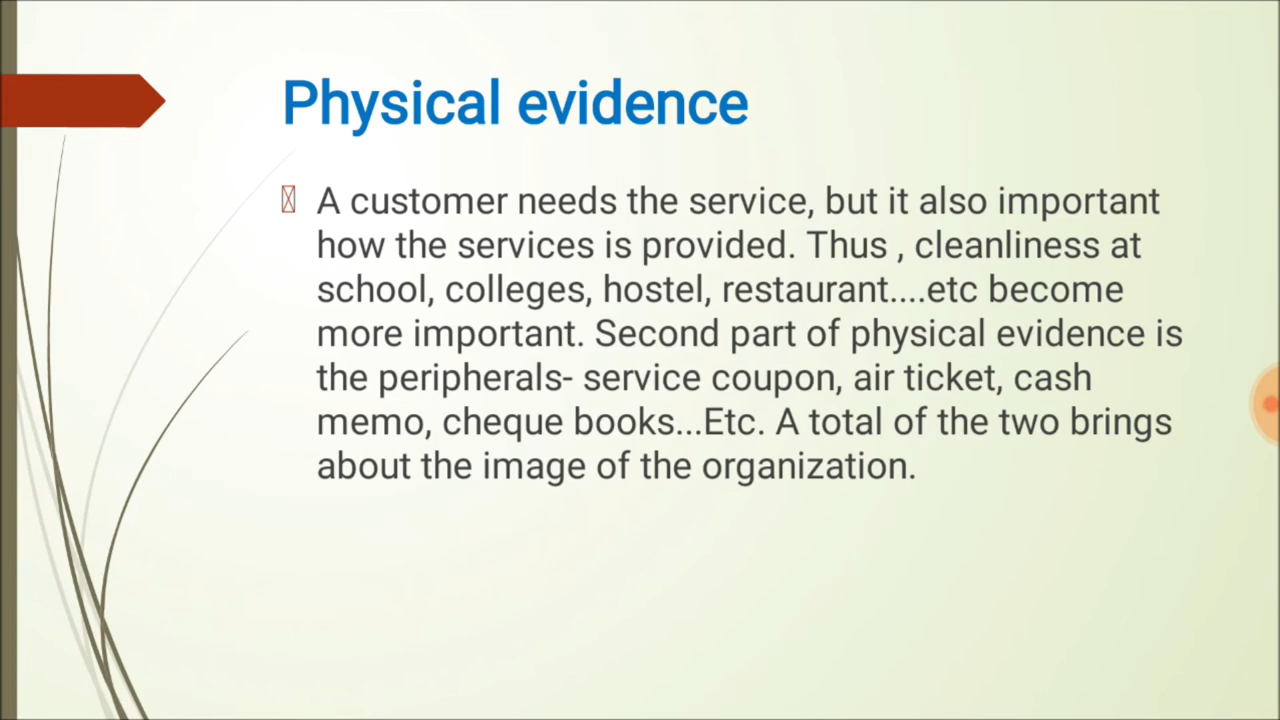 Physical evidence
A customer needs the service, but it also important
how the services is provided. Thus , cleanliness at
school, colleges, hostel, restaurant....etc become
more important. Second part of physical evidence is
the peripherals- service coupon, air ticket, cash
memo, cheque books...Etc. A total of the two brings
about the image of the organization.